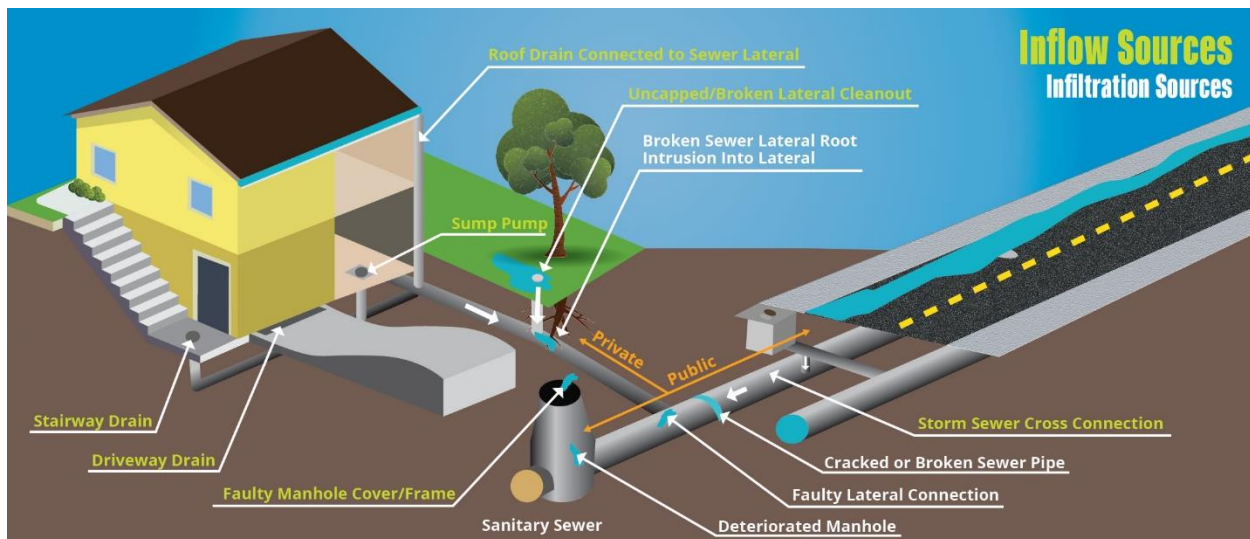 Inflow Sources
Infiltration Sources
Roof Drain Connected to Sewer Lateral
Uncapped/Broken Lateral Cleanout
Broken Sewer Lateral Root
Intrusion Into Lateral
Sump Pump
Private
Public
Stairway Drain
Driveway Drain
Faulty Manhole Cover/Frame
Sanitary Sewer
Storm Sewer Cross Connection
Cracked or Broken Sewer Pipe
Faulty Lateral Connection
Deteriorated Manhole